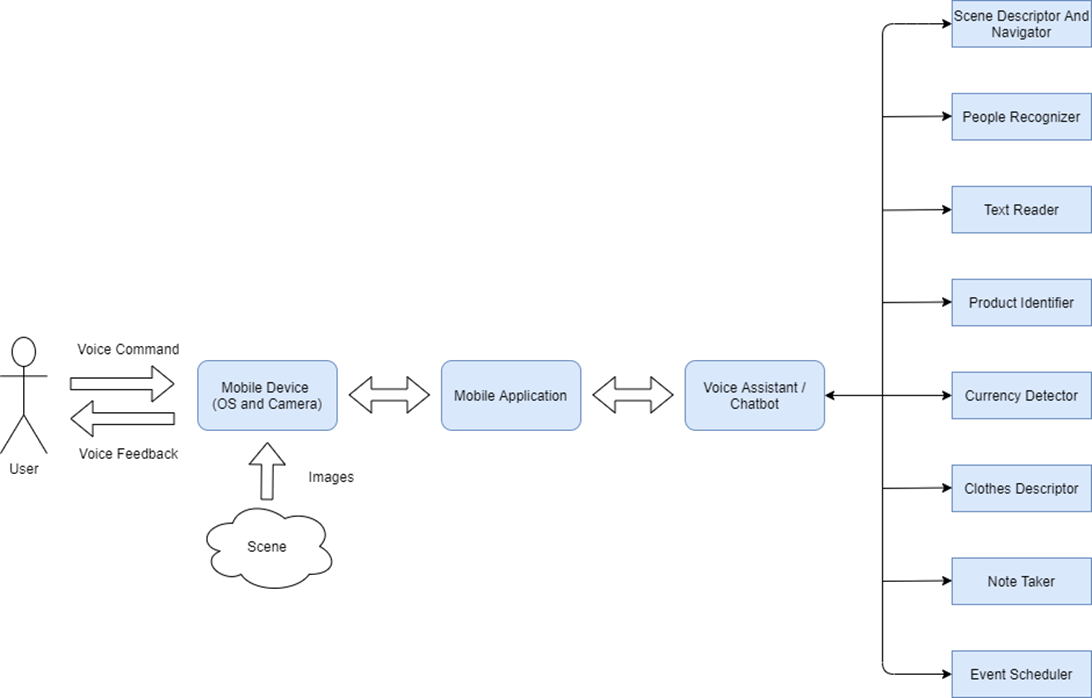 Voice Command
Voice Feedback
User
Mobile Device
(OS and Camera)
Images
Scene
Mobile Application
Voice Assistant /
Chatbot
Scene Descriptor And
Navigator
People Recognizer
Text Reader
Product Identifier
Currency Detector
Clothes Descriptor
Note Taker
Event Scheduler